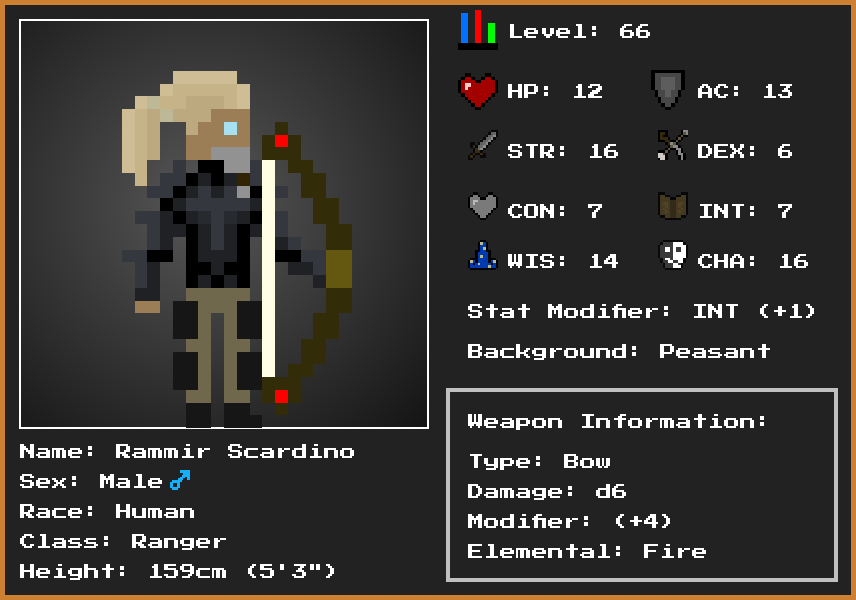 Level: 66
HP: 12
AC: 13
STR: 16
DEX: 6
CON: 7
INT: 7
WIS: 14
CHA: 16
Stat Modifier: INT (+1)
Background: Peasant
Weapon Information:
Type: Bow
Damage: d6
Modifier: (+4)
Elemental: Fire
Name: Rammir Scardino
Sex: Male ♂
Race: Human
Class: Ranger
Height: 159cm (5'3")